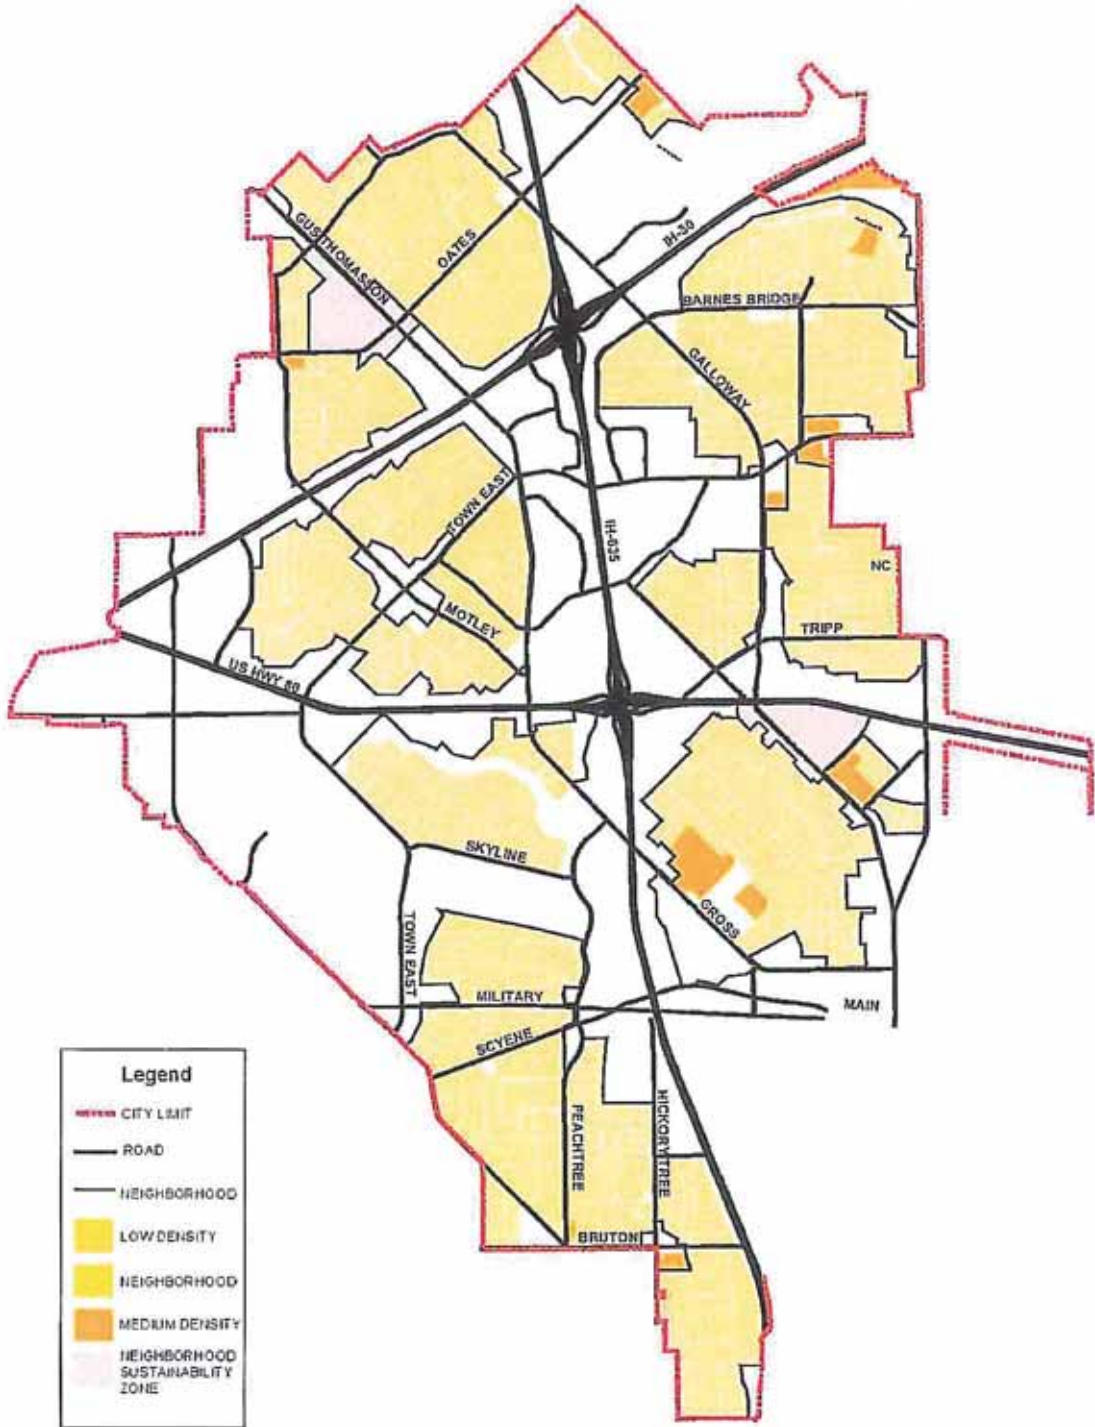 IH-30
GUS THOMASSON
OATES
BARNES BRIDGE
GALLOWAY
TOWN EAST
IH-635
NC
MOTLEY
TRIPP
US HWY 80
SKYLINE
GROSS
TOWN EAST
MILITARY
MAIN
SCYENE
PEACHTREE
HICKORY TREE
BRUTON
Legend
CITY LIMIT
ROAD
NEIGHBORHOOD
LOW DENSITY
NEIGHBORHOOD
MEDIUM DENSITY
NEIGHBORHOOD
SUSTAINABILITY
ZONE